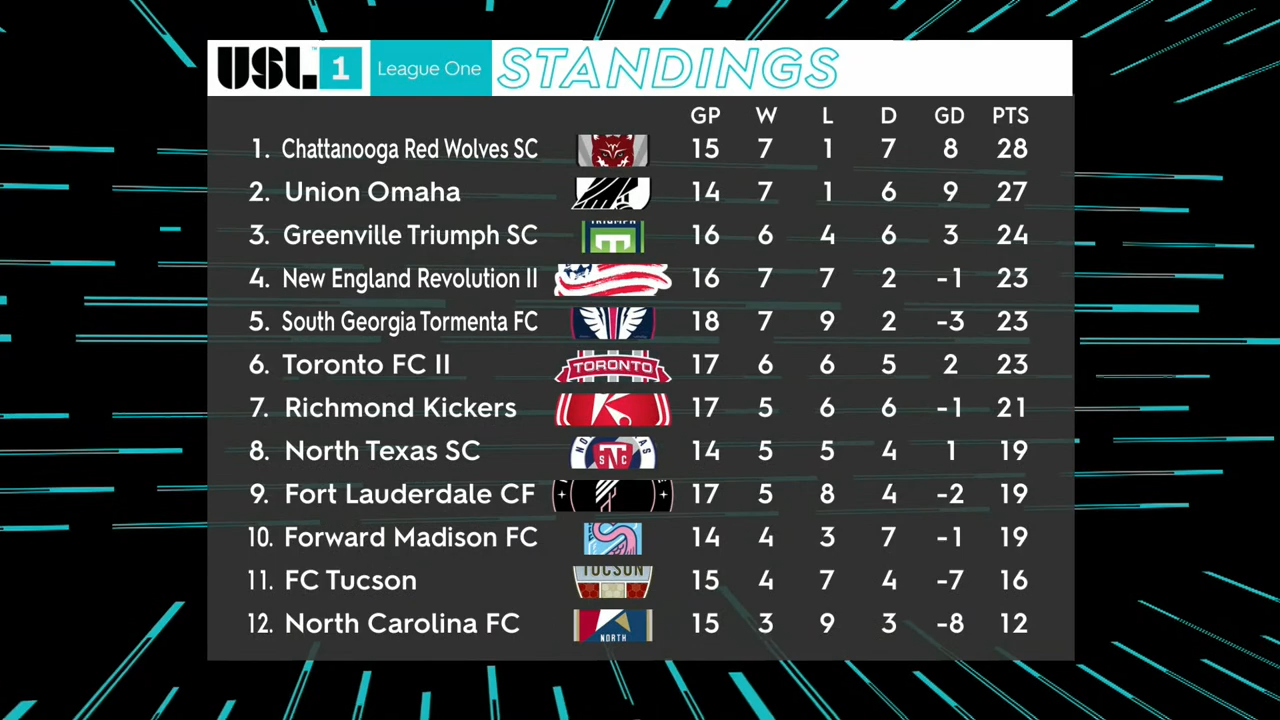 USL™ 1 League One STANDINGS
GP W L D GD PTS
1. Chattanooga Red Wolves SC 15 7 1 7 8 28
2. Union Omaha 14 7 1 6 9 27
3. Greenville Triumph SC TRIUMPH 16 6 4 6 3 24
4. New England Revolution II 16 7 7 2 -1 23
5. South Georgia Tormenta FC 18 7 9 2 -3 23
6. Toronto FC II TORONTO 17 6 6 5 2 23
7. Richmond Kickers 17 5 6 6 -1 21
8. North Texas SC NO AS N SC 14 5 5 4 1 19
9. Fort Lauderdale CF 17 5 8 4 -2 19
10. Forward Madison FC 14 4 3 7 -1 19
11. FC Tucson TUCSON 15 4 7 4 -7 16
12. North Carolina FC NORTH 15 3 9 3 -8 12